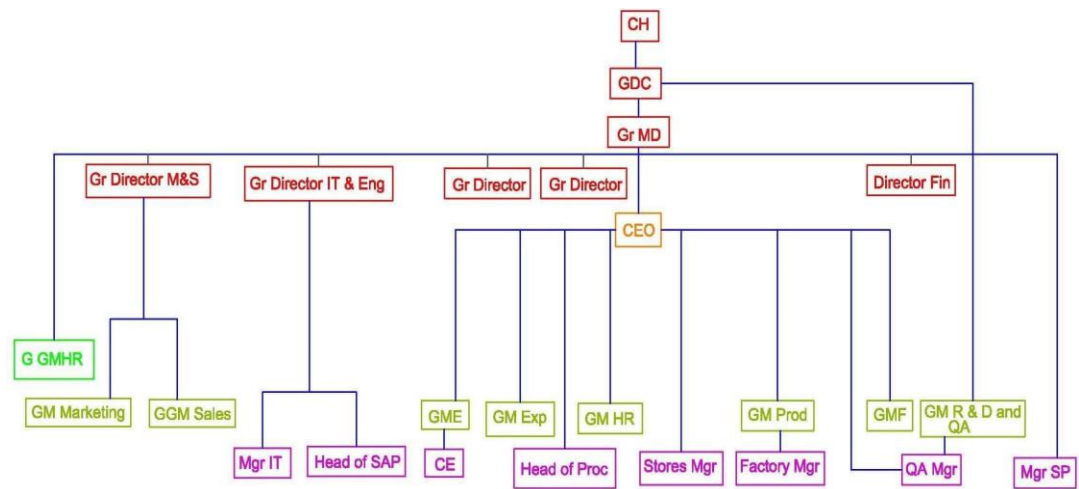 CH
GDC
Gr MD
Gr Director M&S
Gr Director IT & Eng
Gr Director
Gr Director
Director Fin
CEO
G GMHR
GM Marketing
GGM Sales
GME
GM Exp
GM HR
GM Prod
GMF
GM R & D and
QA
Mgr IT
Head of SAP
CE
Head of Proc
Stores Mgr
Factory Mgr
QA Mgr
Mgr SP